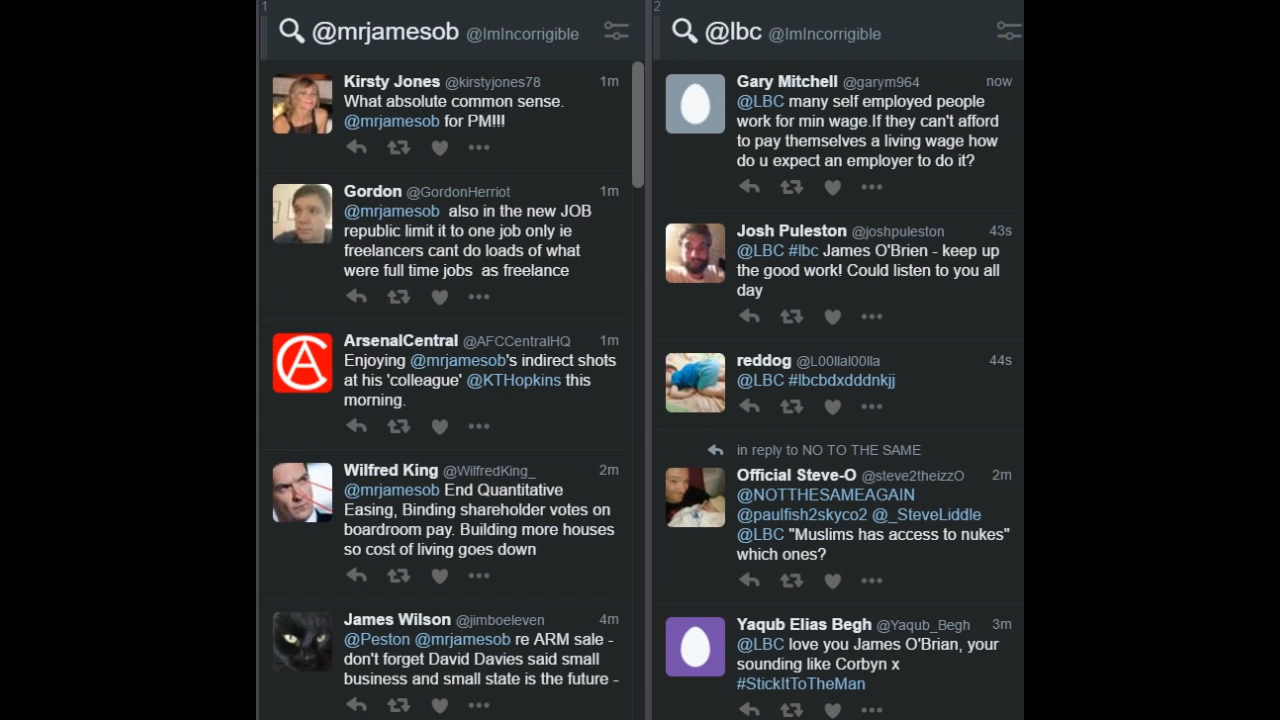 1
@mrjamesob @ImIncorrigible
Kirsty Jones @kirstyjones78 1m
What absolute common sense.
@mrjamesob for PM!!!
Gordon @GordonHerriot 1m
@mrjamesob also in the new JOB
republic limit it to one job only ie
freelancers cant do loads of what
were full time jobs as freelance
ArsenalCentral @AFCCentralHQ 1m
Enjoying @mrjamesob's indirect shots
at his 'colleague' @KTHopkins this
morning.
Wilfred King @WilfredKing_ 2m
@mrjamesob End Quantitative
Easing, Binding shareholder votes on
boardroom pay. Building more houses
so cost of living goes down
James Wilson @jimboeleven 4m
@Peston @mrjamesob re ARM sale -
don't forget David Davies said small
business and small state is the future -
2
@lbc @ImIncorrigible
Gary Mitchell @garym964 now
@LBC many self employed people
work for min wage.If they can't afford
to pay themselves a living wage how
do u expect an employer to do it?
Josh Puleston @joshpuleston 43s
@LBC #lbc James O'Brien - keep up
the good work! Could listen to you all
day
reddog @L00llal00lla 44s
@LBC #lbcbdxdddnkjj
in reply to NO TO THE SAME
Official Steve-O @steve2theizzO 2m
@NOTTHESAMEAGAIN
@paulfish2skyco2 @_SteveLiddle
@LBC "Muslims has access to nukes"
which ones?
Yaqub Elias Begh @Yaqub_Begh 3m
@LBC love you James O'Brian, your
sounding like Corbyn x
#StickItToTheMan